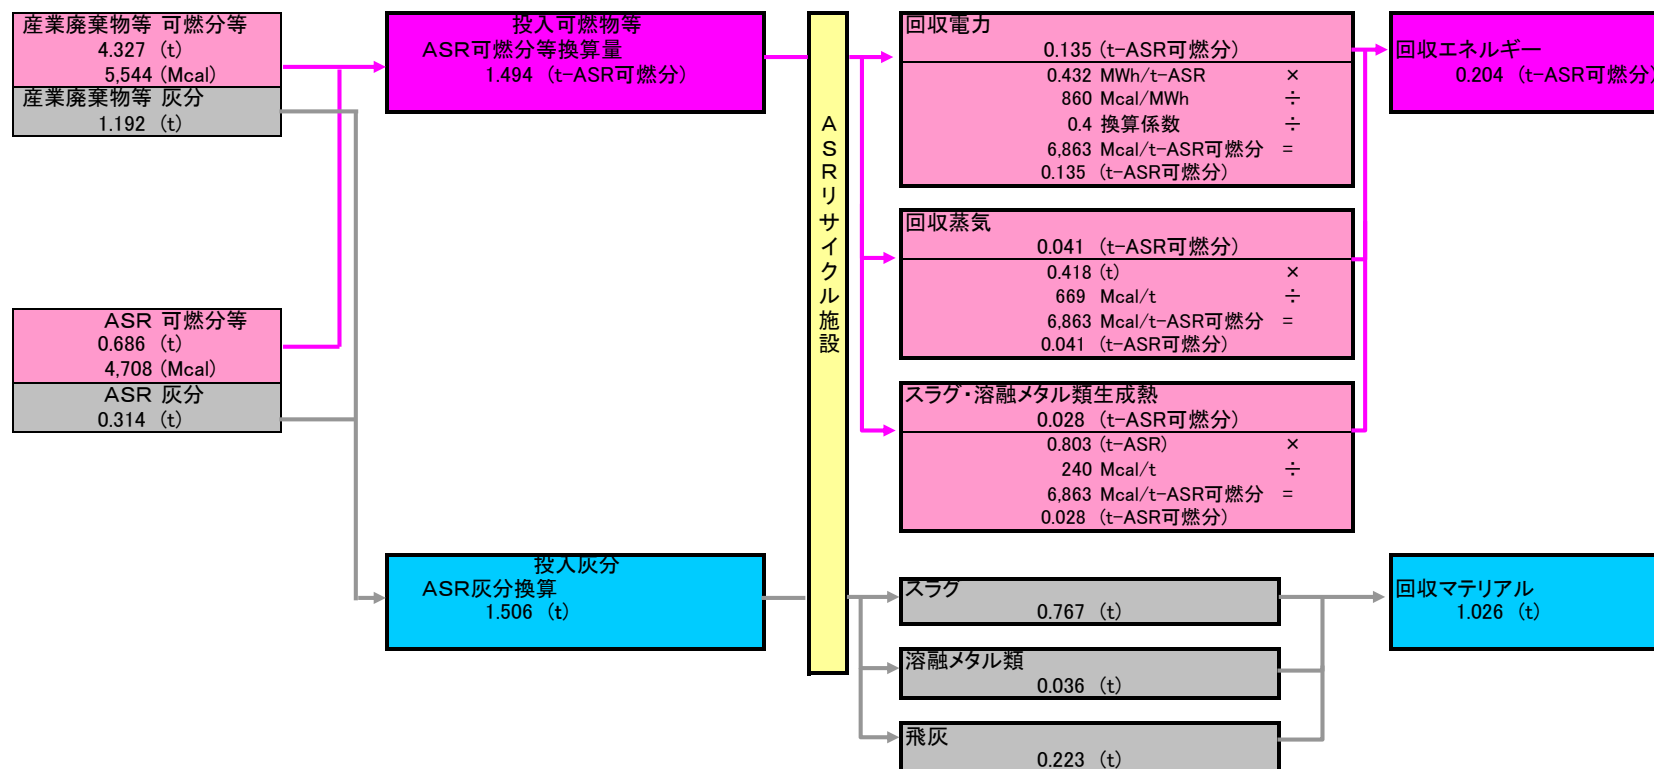 産業廃棄物等 可燃分等
4.327 (t)
5,544 (Mcal)
産業廃棄物等 灰分
1.192 (t)
ASR 可燃分等
0.686 (t)
4,708 (Mcal)
ASR 灰分
0.314 (t)
投入可燃物等
ASR可燃分等換算量
1.494 (t-ASR可燃分)
投入灰分
ASR灰分換算
1.506 (t)
ASRリサイクル施設
回収電力
0.135 (t-ASR可燃分)
0.432 MWh/t-ASR ×
860 Mcal/MWh ÷
0.4 換算係数 ÷
6,863 Mcal/t-ASR可燃分 =
0.135 (t-ASR可燃分)
回収蒸気
0.041 (t-ASR可燃分)
0.418 (t) ×
669 Mcal/t ÷
6,863 Mcal/t-ASR可燃分 =
0.041 (t-ASR可燃分)
スラグ・溶融メタル類生成熱
0.028 (t-ASR可燃分)
0.803 (t-ASR) ×
240 Mcal/t ÷
6,863 Mcal/t-ASR可燃分 =
0.028 (t-ASR可燃分)
スラグ
0.767 (t)
溶融メタル類
0.036 (t)
飛灰
0.223 (t)
回収エネルギー
0.204 (t-ASR可燃分)
回収マテリアル
1.026 (t)